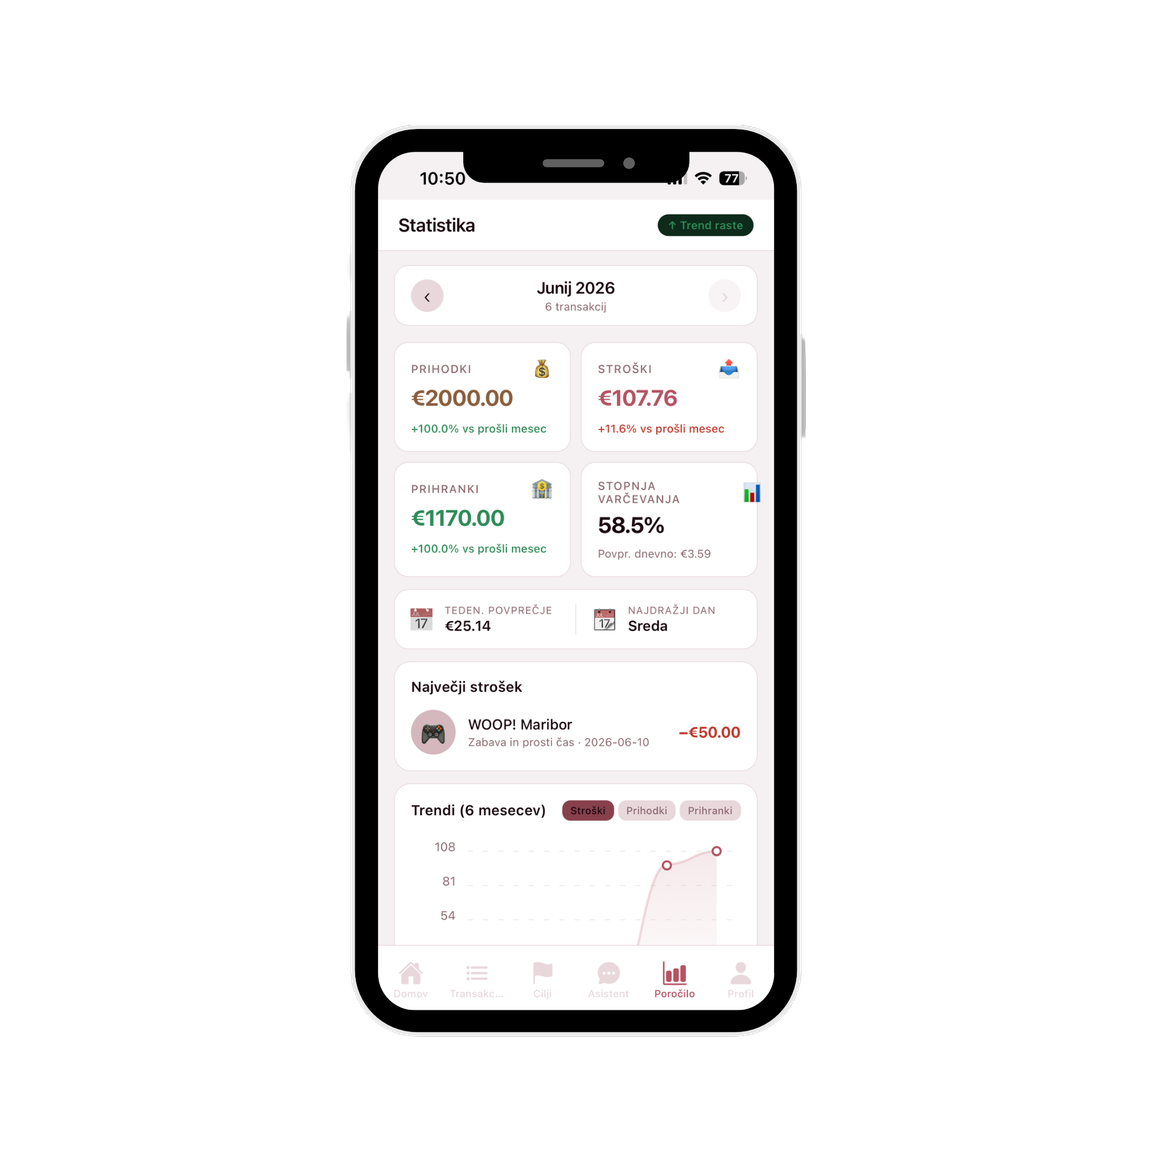 10:50
77
Statistika
↑ Trend raste
‹
Junij 2026
›
6 transakcij
PRIHODKI
€2000.00
+100.0% vs prošli mesec
STROŠKI
€107.76
+11.6% vs prošli mesec
PRIHRANKI
€1170.00
+100.0% vs prošli mesec
STOPNJA
VARČEVANJA
58.5%
Povpr. dnevno: €3.59
17
TEDEN. POVPREČJE
€25.14
17
NAJDRAŽJI DAN
Sreda
Največji strošek
WOOP! Maribor
Zabava in prosti čas · 2026-06-10
−€50.00
Trendi (6 mesecev)
Stroški
Prihodki
Prihranki
108
81
54
Domov
Transakc...
Cilji
Asistent
Poročilo
Profil